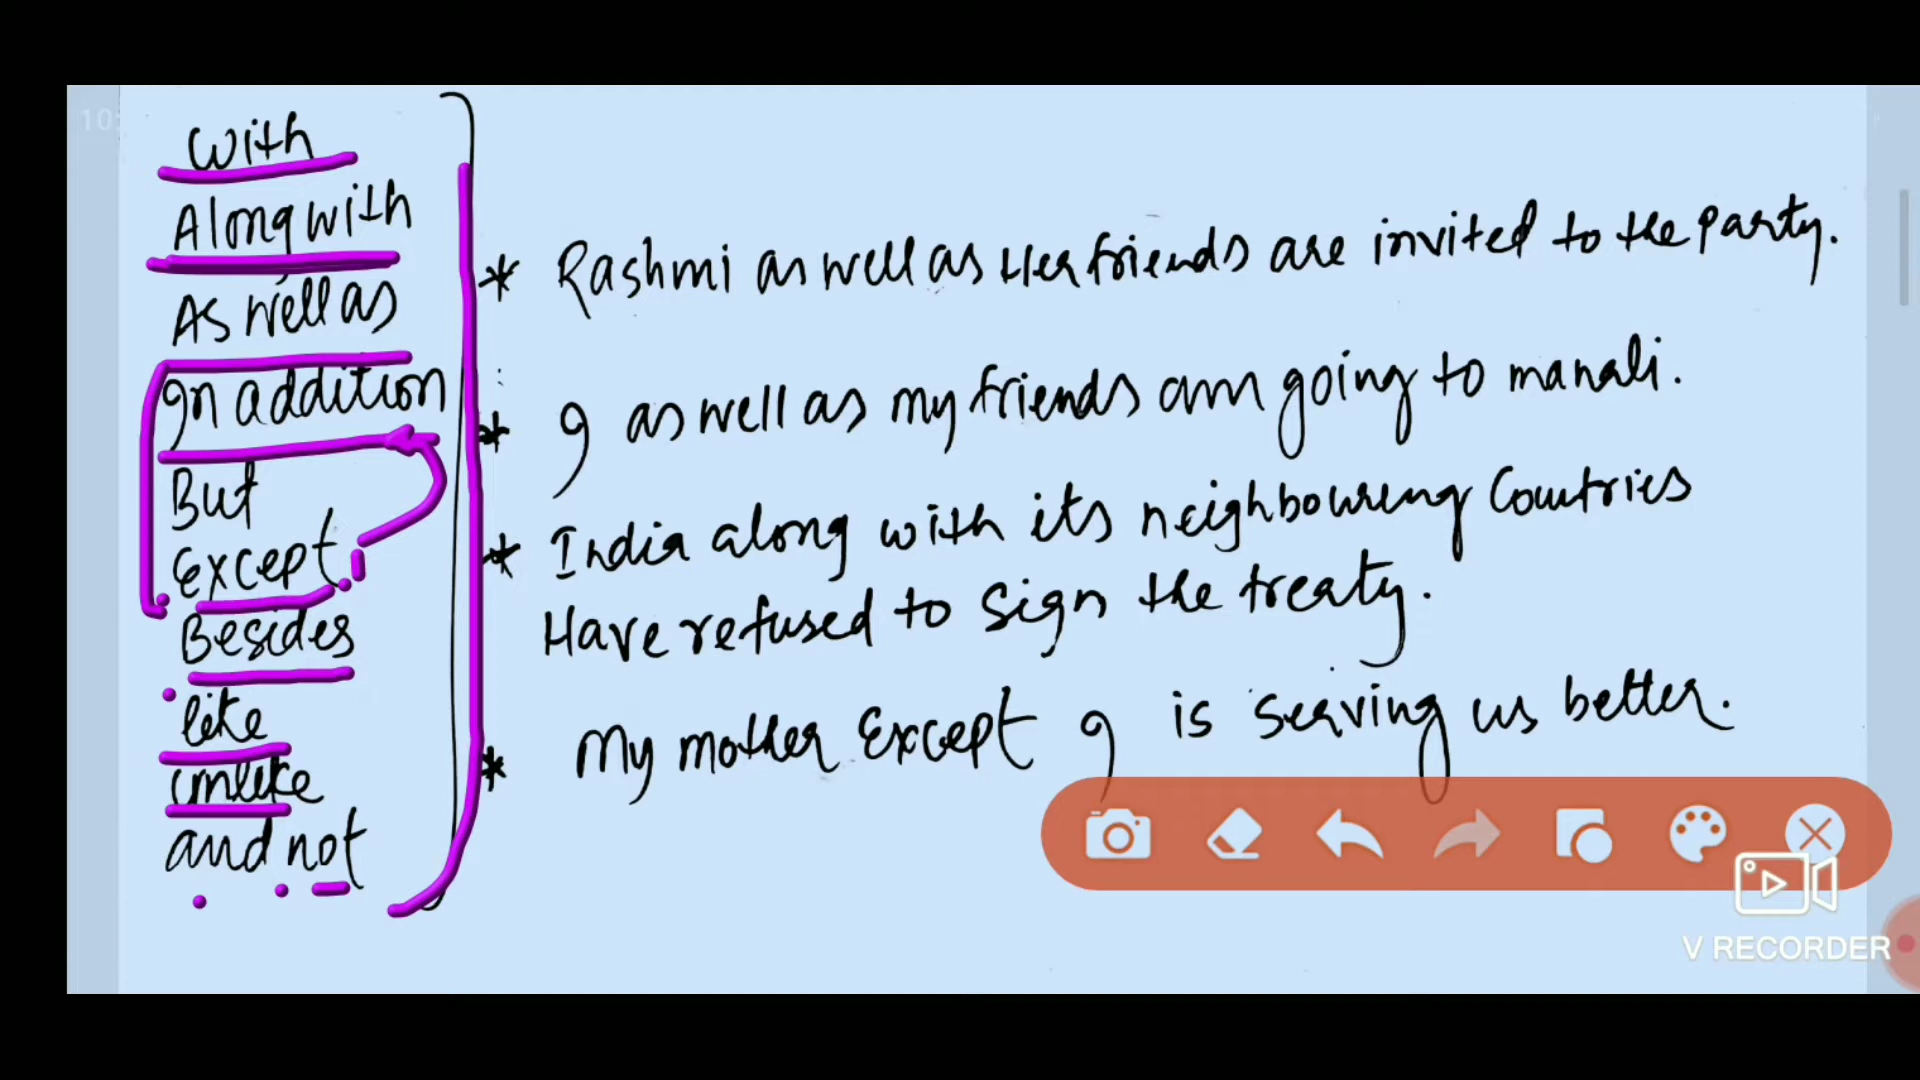 10:
With
Along with
As well as
In addition
But
Except
Besides
like
unlike
and not
* Rashmi as well as Her friends are invited to the Party.
* I as well as my friends am going to manali.
* India along with its neighbouring Countries
Have refused to Sign the treaty.
* My mother Except I is serving us better.
V RECORDER